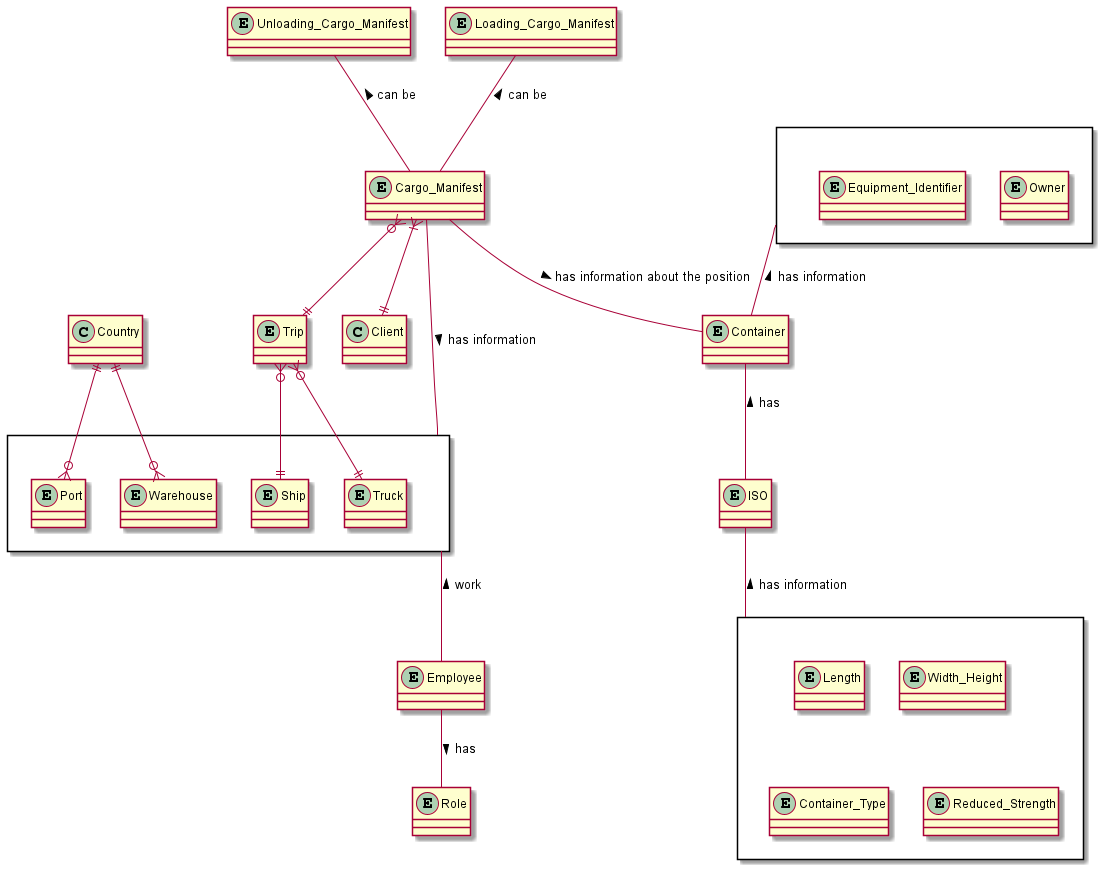 E Unloading_Cargo_Manifest
E Loading_Cargo_Manifest
can be
can be
E Cargo_Manifest
E Equipment_Identifier
E Owner
has information about the position
has information
C Country
E Trip
C Client
E Container
has information
has
E Port
E Warehouse
E Ship
E Truck
E ISO
work
has information
E Employee
E Length
E Width_Height
has
E Role
E Container_Type
E Reduced_Strength